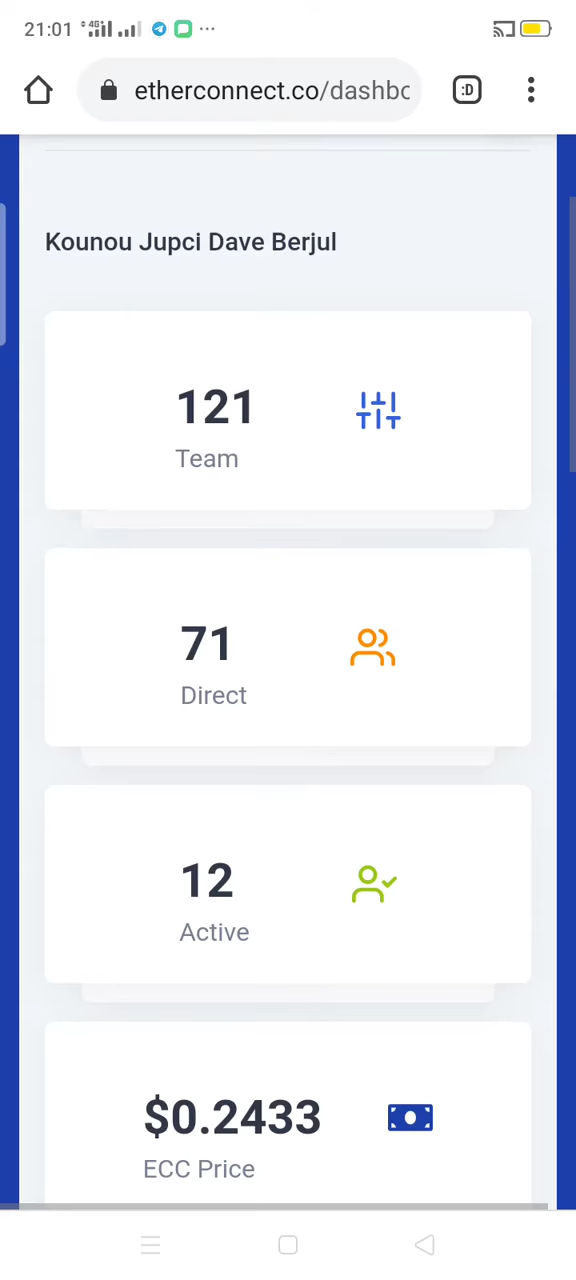 21:01 4G+
etherconnect.co/dashbo
:D
Kounou Jupci Dave Berjul
121
Team
71
Direct
12
Active
$0.2433
ECC Price